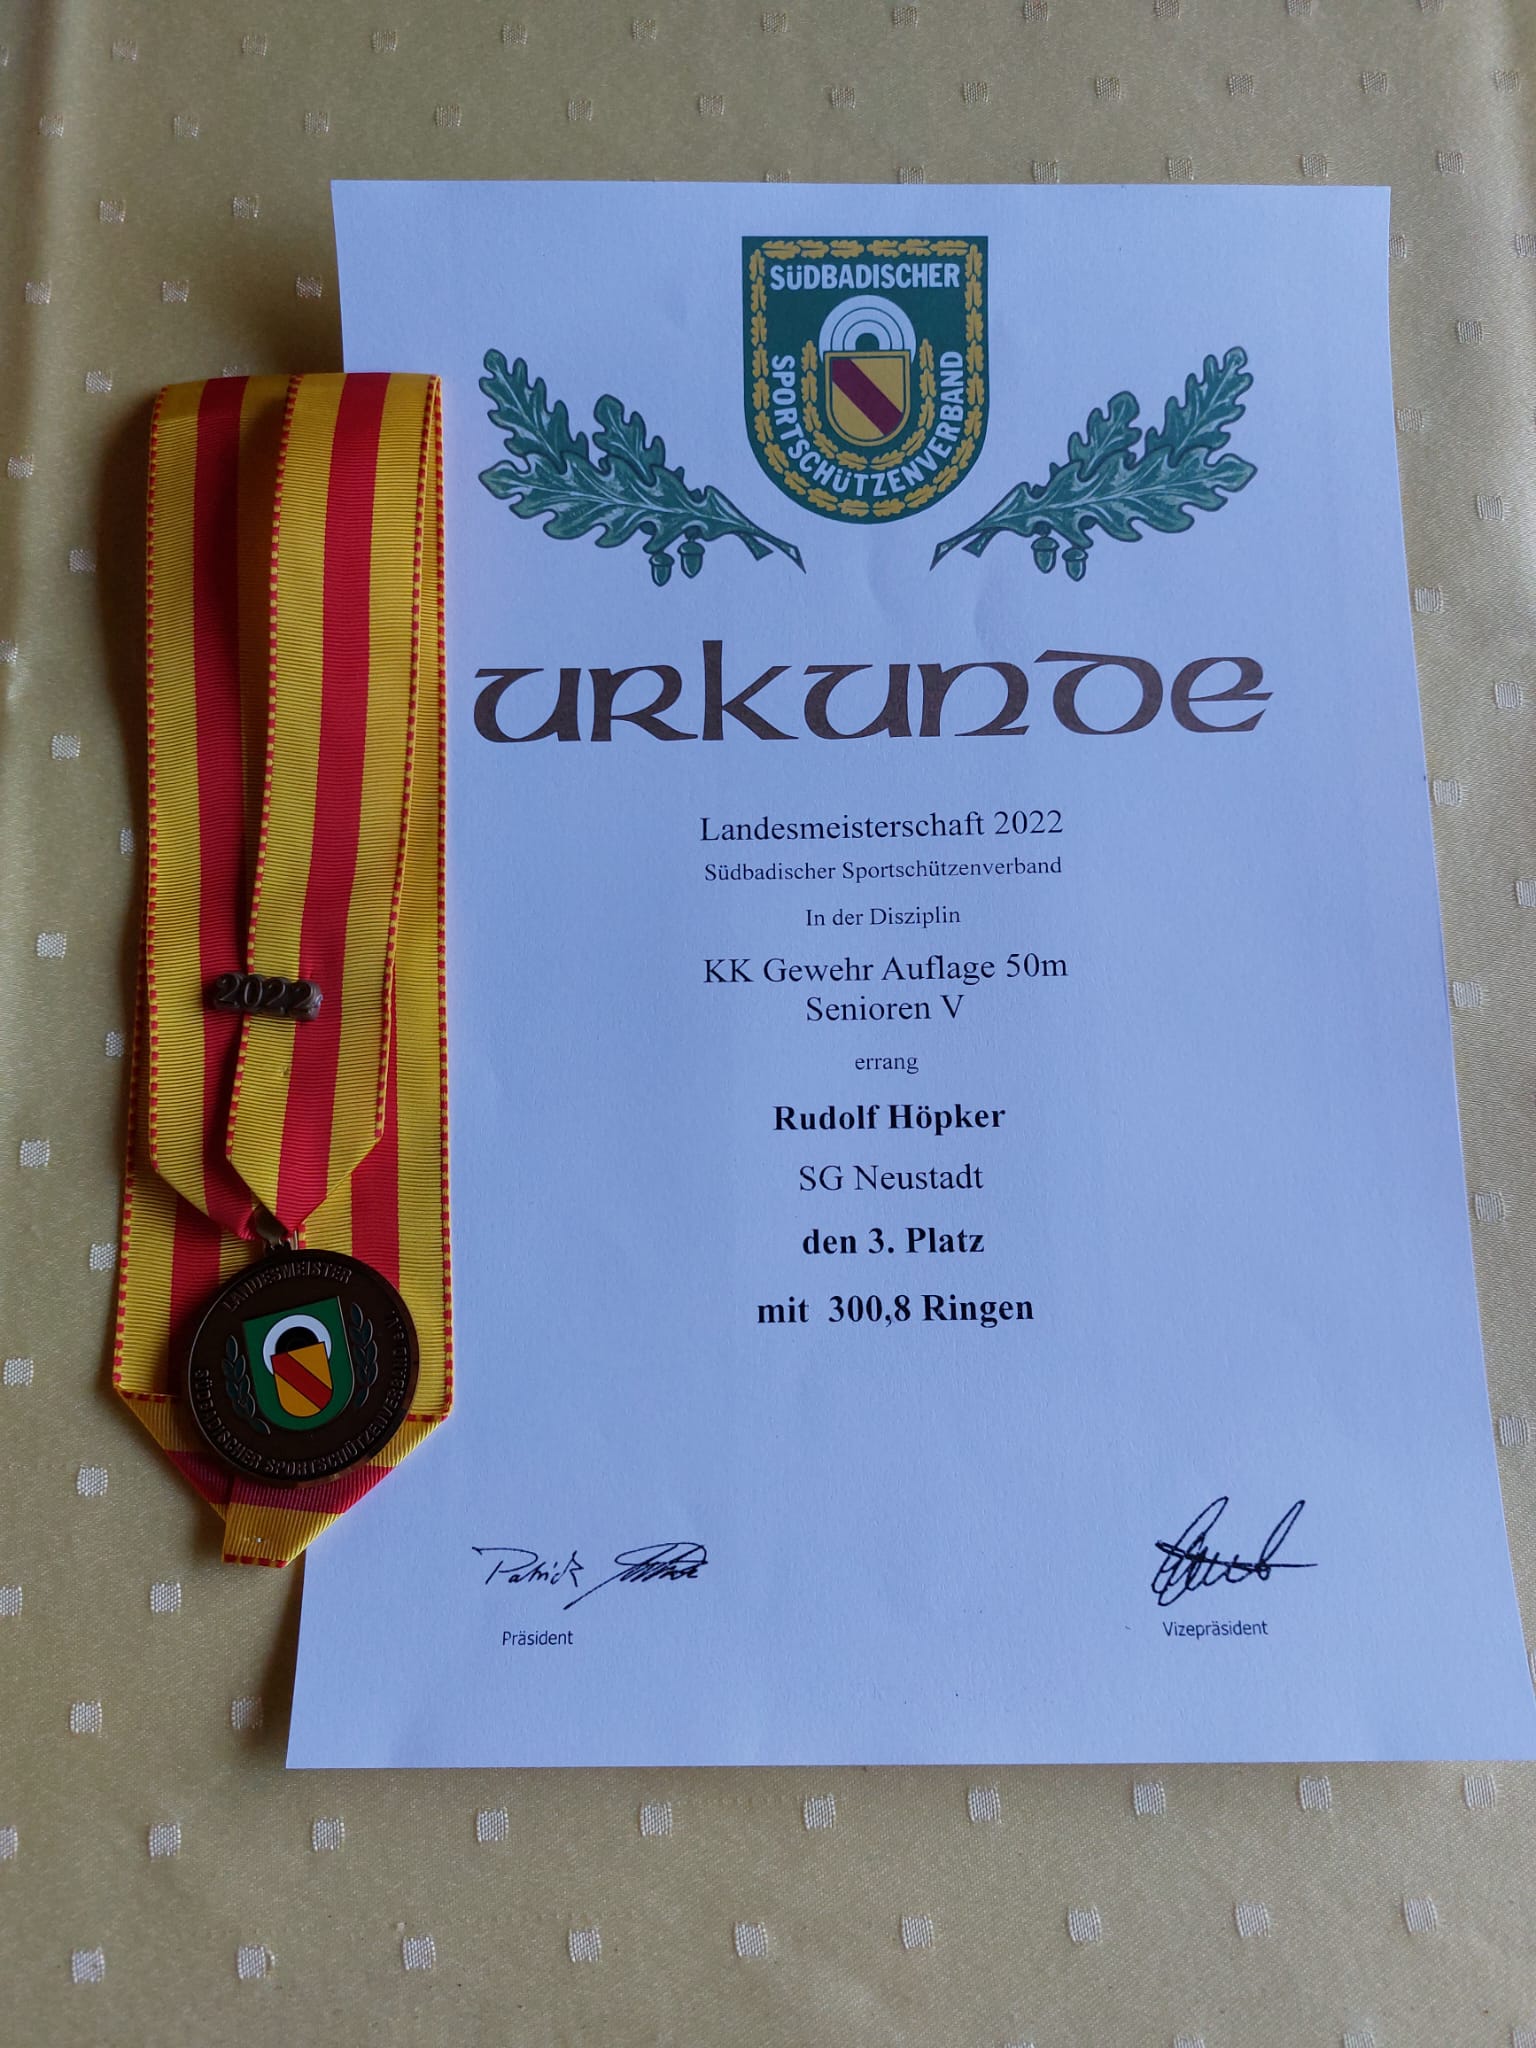 SÜDBADISCHER
SPORTSCHÜTZENVERBAND
URKUNDE
Landesmeisterschaft 2022
Südbadischer Sportschützenverband
In der Disziplin
KK Gewehr Auflage 50m
Senioren V
errang
Rudolf Höpker
SG Neustadt
den 3. Platz
mit 300,8 Ringen
Patrick
Präsident
Vizepräsident
2022
LANDESMEISTER
SÜDBADISCHER SPORTSCHÜTZENVERBAND e.V.